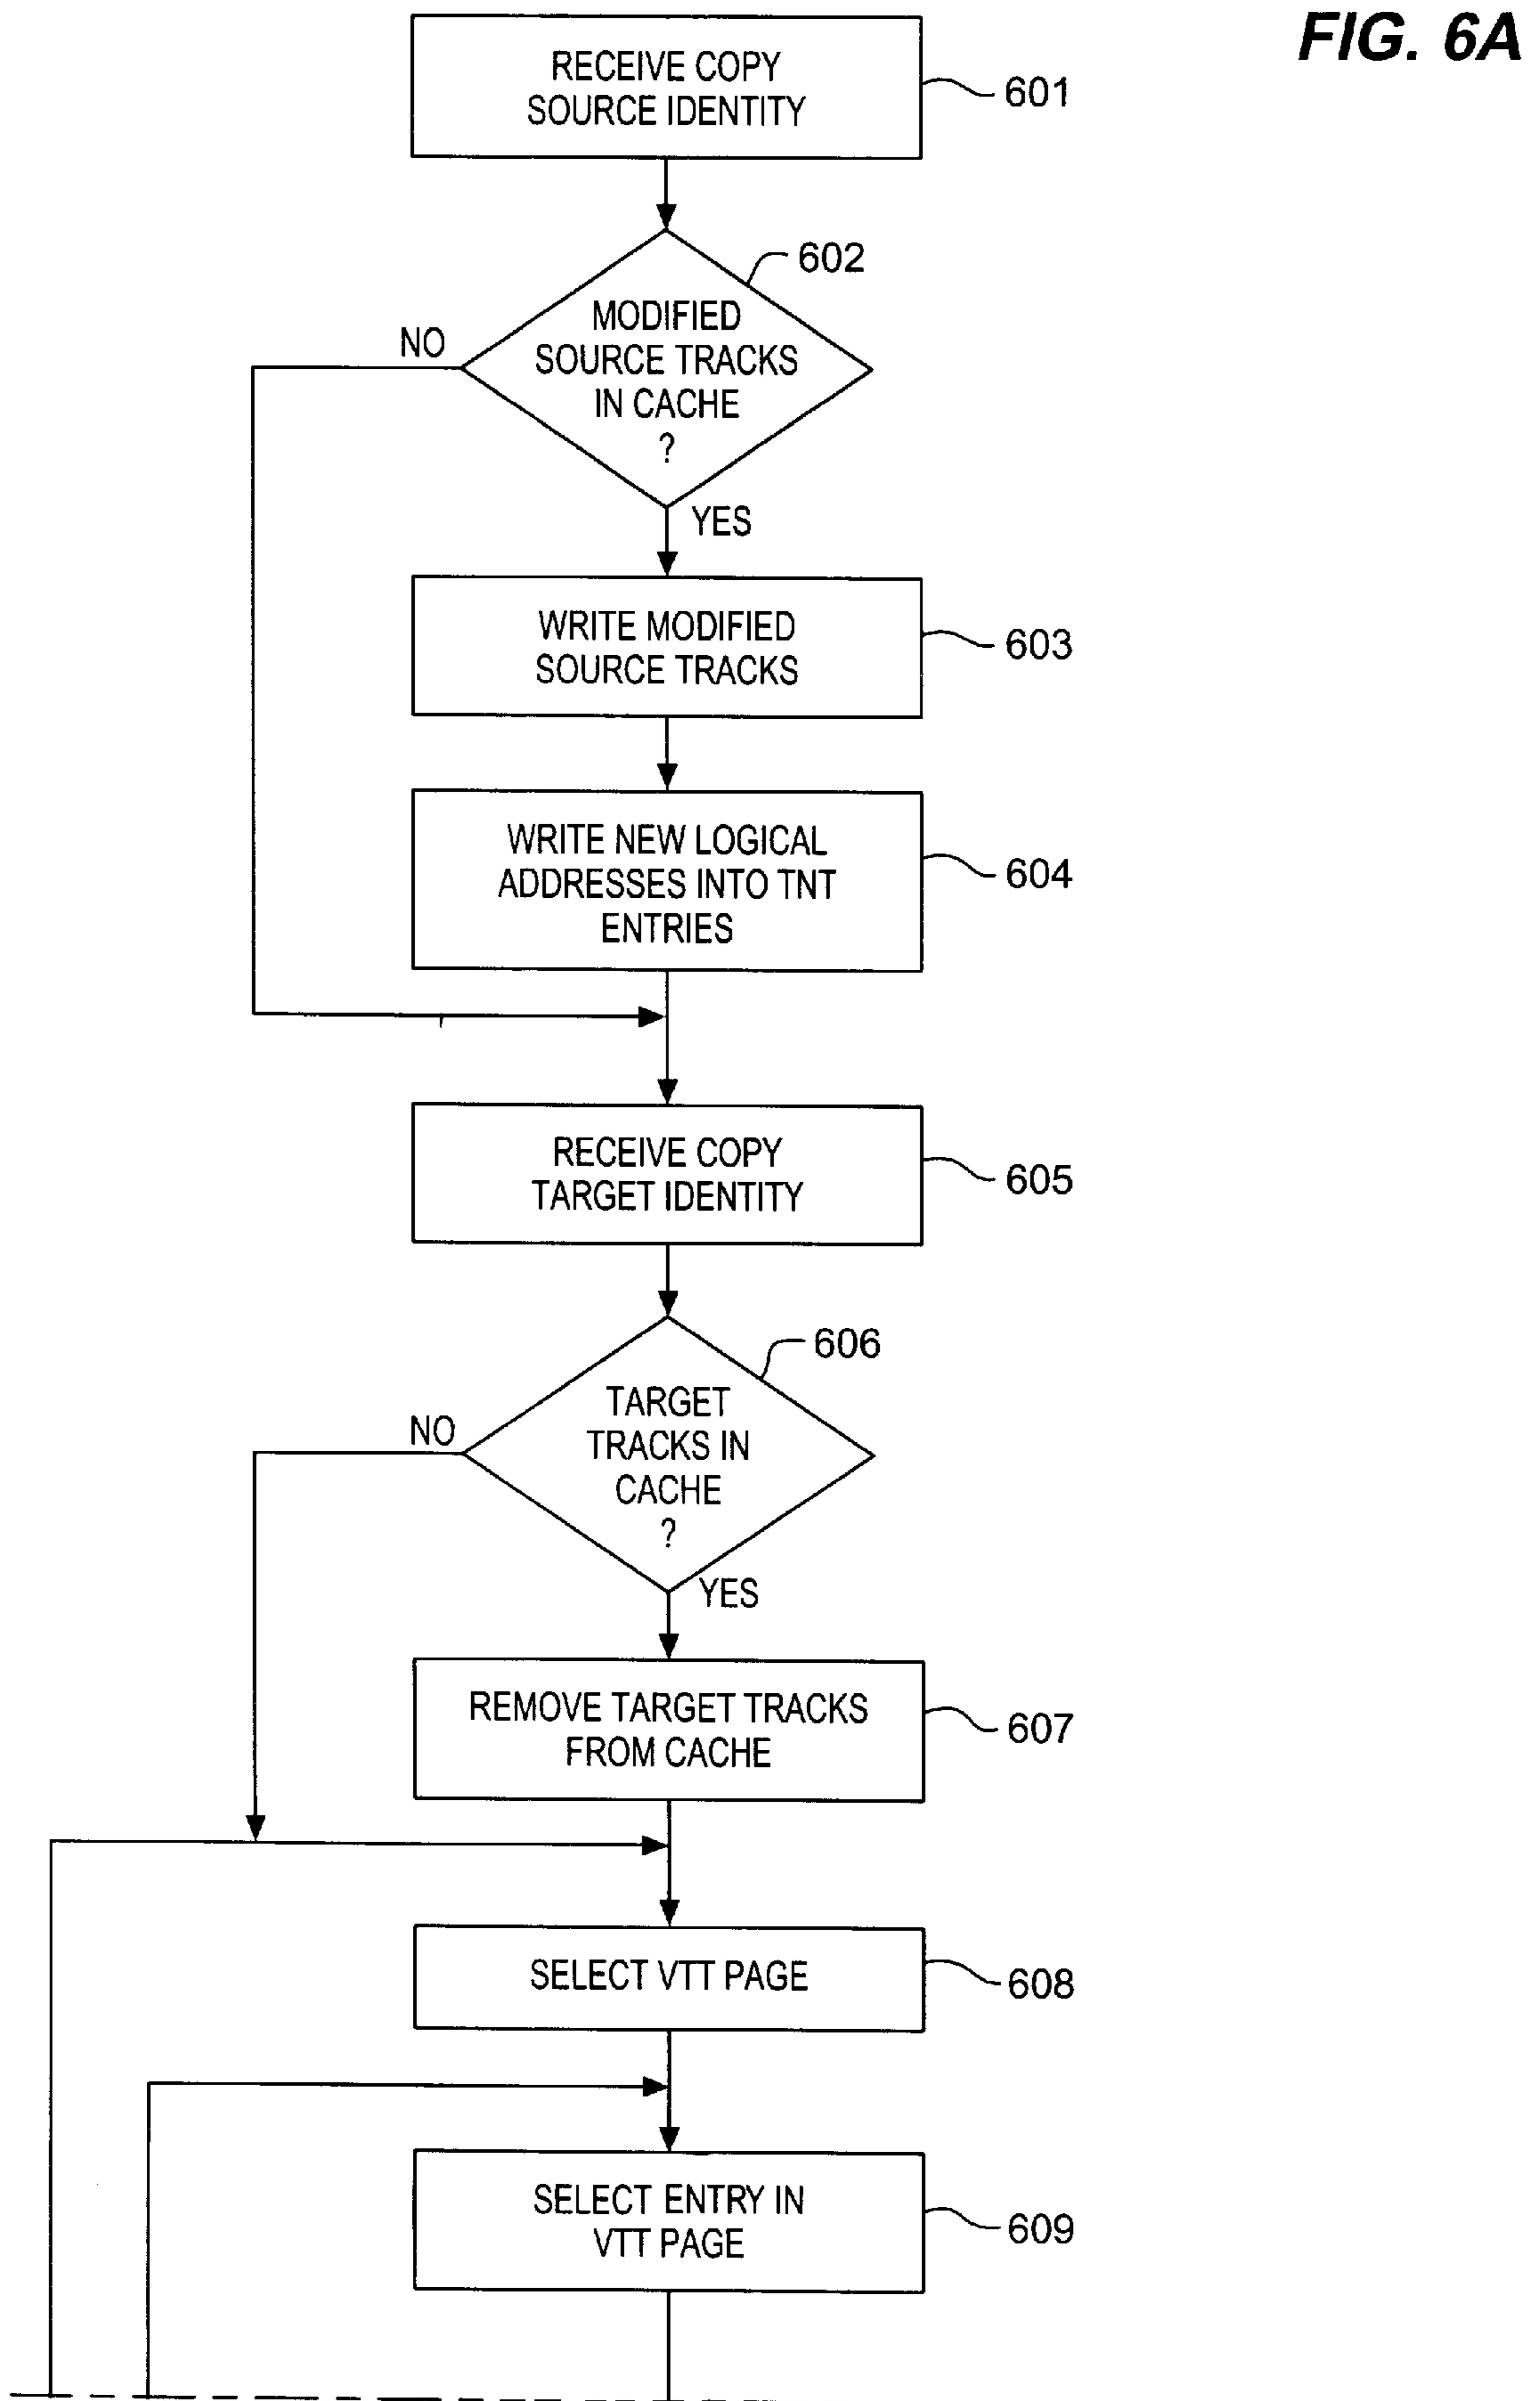 FIG. 6A
RECEIVE COPY
SOURCE IDENTITY
601
602
MODIFIED
SOURCE TRACKS
IN CACHE
?
NO
YES
WRITE MODIFIED
SOURCE TRACKS
603
WRITE NEW LOGICAL
ADDRESSES INTO TNT
ENTRIES
604
RECEIVE COPY
TARGET IDENTITY
605
606
TARGET
TRACKS IN
CACHE
?
NO
YES
REMOVE TARGET TRACKS
FROM CACHE
607
SELECT VTT PAGE
608
SELECT ENTRY IN
VTT PAGE
609